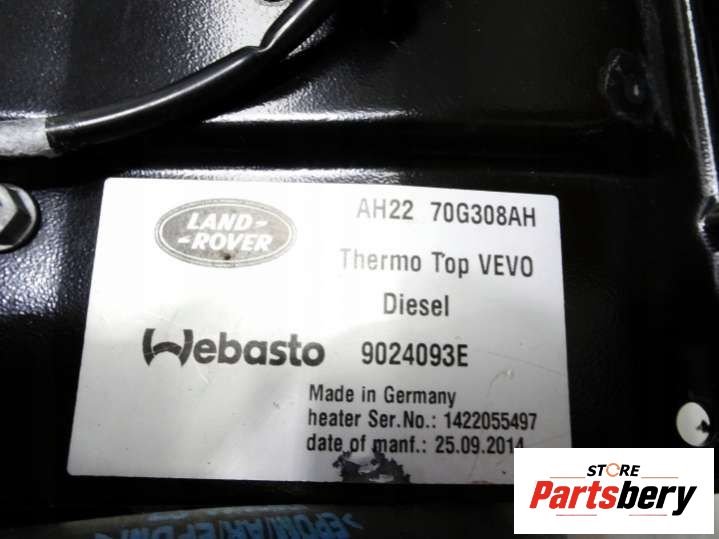 LAND-
-ROVER
AH22 70G308AH
Thermo Top VEVO
Diesel
Webasto 9024093E
Made in Germany
heater Ser.No.: 1422055497
date of manf.: 25.09.2014
STORE
Partsbery